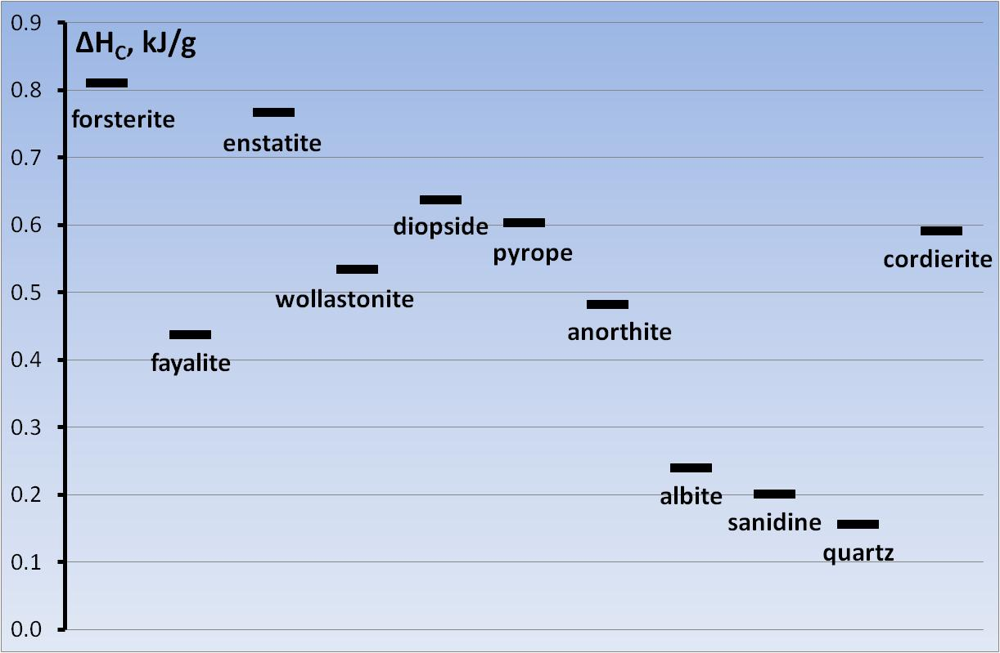 0.9
ΔHC, kJ/g
0.8
forsterite
enstatite
0.7
0.6
diopside
pyrope
cordierite
0.5
wollastonite
anorthite
0.4
fayalite
0.3
0.2
albite
sanidine
quartz
0.1
0.0